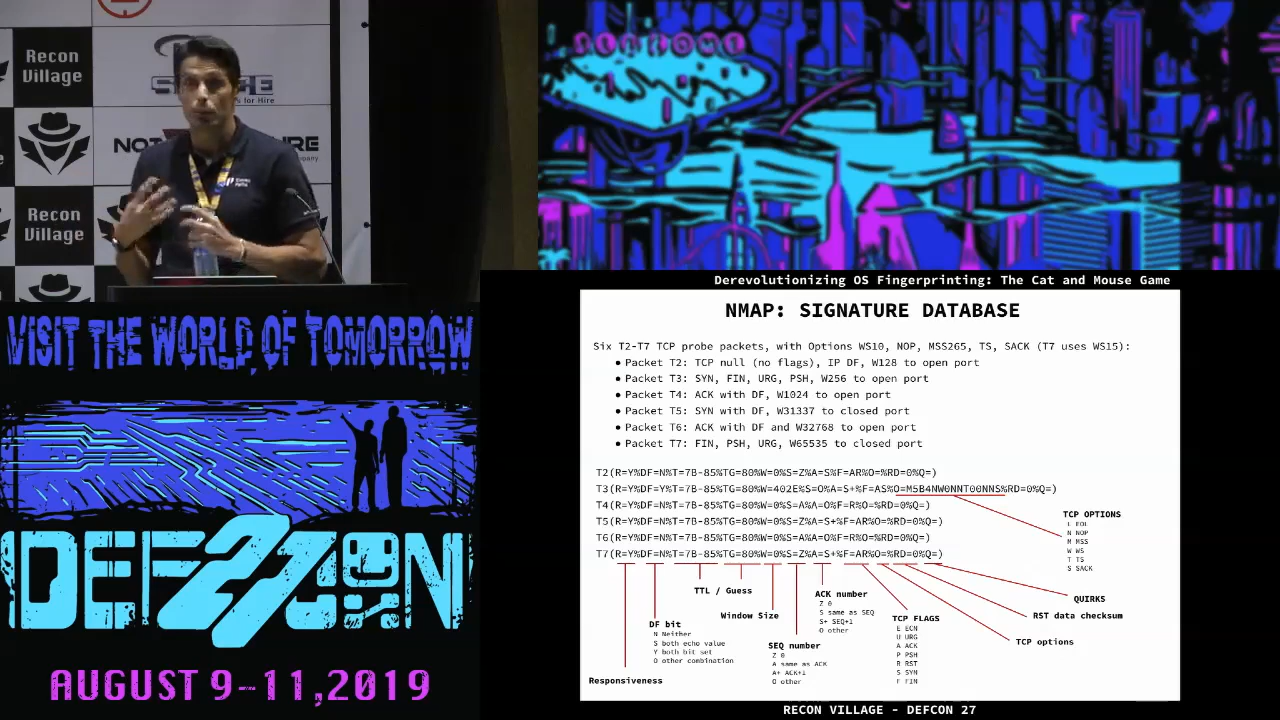 Recon
Village
s for Hire
NOT
RE
Recon
Village
WELCOME
VISIT THE WORLD OF TOMORROW
DEFCON
27
AUGUST 9-11,2019
Derevolutionizing OS Fingerprinting: The Cat and Mouse Game
NMAP: SIGNATURE DATABASE
Six T2-T7 TCP probe packets, with Options WS10, NOP, MSS265, TS, SACK (T7 uses WS15):
• Packet T2: TCP null (no flags), IP DF, W128 to open port
• Packet T3: SYN, FIN, URG, PSH, W256 to open port
• Packet T4: ACK with DF, W1024 to open port
• Packet T5: SYN with DF, W31337 to closed port
• Packet T6: ACK with DF and W32768 to open port
• Packet T7: FIN, PSH, URG, W65535 to closed port
T2(R=Y%DF=N%T=7B-85%TG=80%W=0%S=Z%A=S%F=AR%O=%RD=0%Q=)
T3(R=Y%DF=Y%T=7B-85%TG=80%W=402E%S=O%A=S+%F=AS%O=M5B4NW0NNT00NNS%RD=0%Q=)
T4(R=Y%DF=N%T=7B-85%TG=80%W=0%S=A%A=O%F=R%O=%RD=0%Q=)
T5(R=Y%DF=N%T=7B-85%TG=80%W=0%S=Z%A=S+%F=AR%O=%RD=0%Q=)
T6(R=Y%DF=N%T=7B-85%TG=80%W=0%S=A%A=O%F=R%O=%RD=0%Q=)
T7(R=Y%DF=N%T=7B-85%TG=80%W=0%S=Z%A=S+%F=AR%O=%RD=0%Q=)
TCP OPTIONS
L EOL
N NOP
M MSS
W WS
T TS
S SACK
QUIRKS
RST data checksum
TCP options
TCP FLAGS
E ECN
U URG
A ACK
P PSH
R RST
S SYN
F FIN
ACK number
Z 0
S same as SEQ
S+ SEQ+1
O other
SEQ number
Z 0
A same as ACK
A+ ACK+1
O other
Window Size
TTL / Guess
DF bit
N Neither
S both echo value
Y both bit set
O other combination
Responsiveness
RECON VILLAGE - DEFCON 27